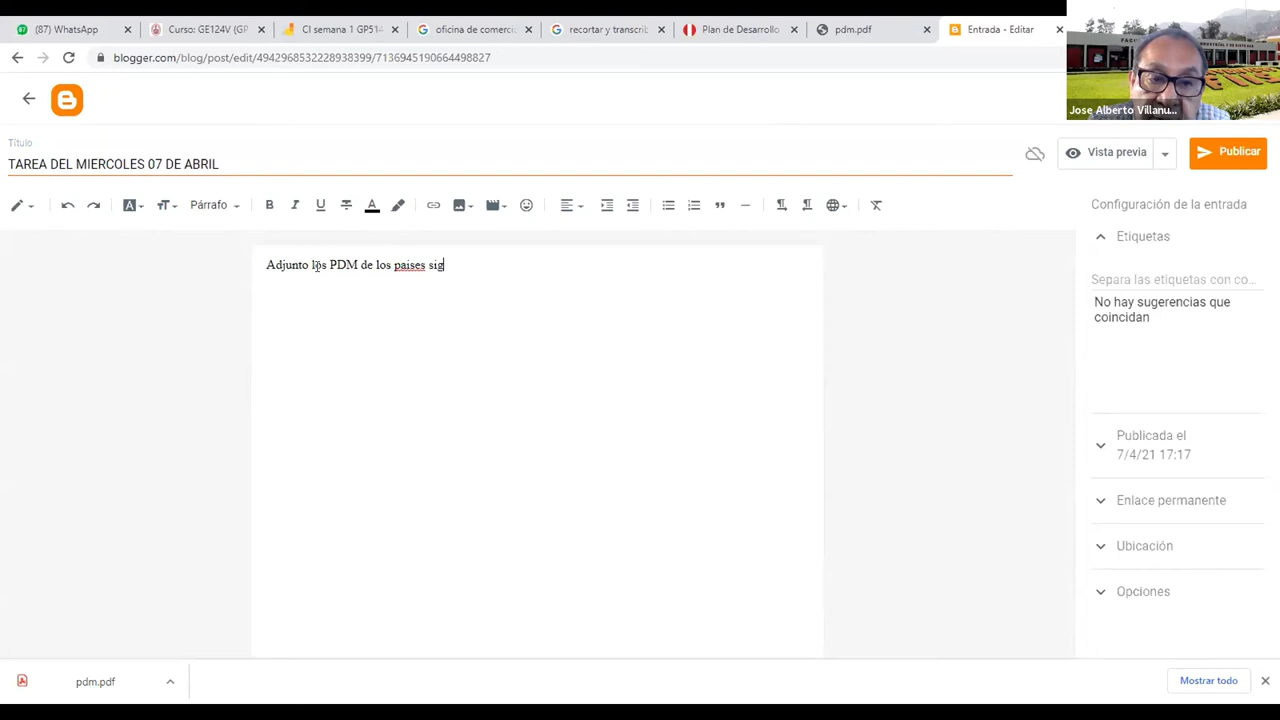 (87) WhatsApp
Curso: GE124V (GP
CI semana 1 GP514
oficina de comercio
recortar y transcrib
Plan de Desarrollo
pdm.pdf
Entrada - Editar
blogger.com/blog/post/edit/4942968532228938399/7136945190664498827
Jose Alberto Villanu...
Título
TAREA DEL MIERCOLES 07 DE ABRIL
Vista previa
Publicar
Párrafo
Configuración de la entrada
Etiquetas
Separa las etiquetas con co...
No hay sugerencias que
coincidan
Adjunto los PDM de los paises sig
Publicada el
7/4/21 17:17
Enlace permanente
Ubicación
Opciones
pdm.pdf
Mostrar todo